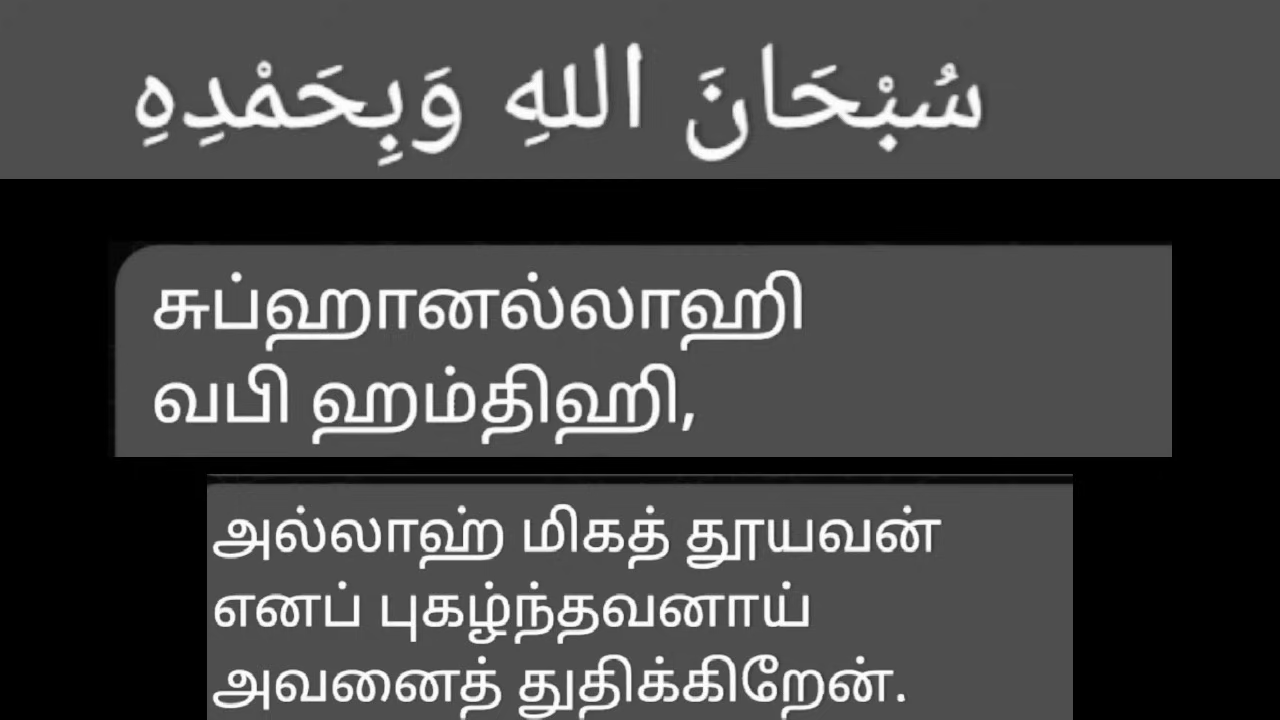 سُبْحَانَ اللهِ وَبِحَمْدِهِ
சுப்ஹானல்லாஹி
வபி ஹம்திஹி,
அல்லாஹ் மிகத் தூயவன்
எனப் புகழ்ந்தவனாய்
அவனைத் துதிக்கிறேன்.